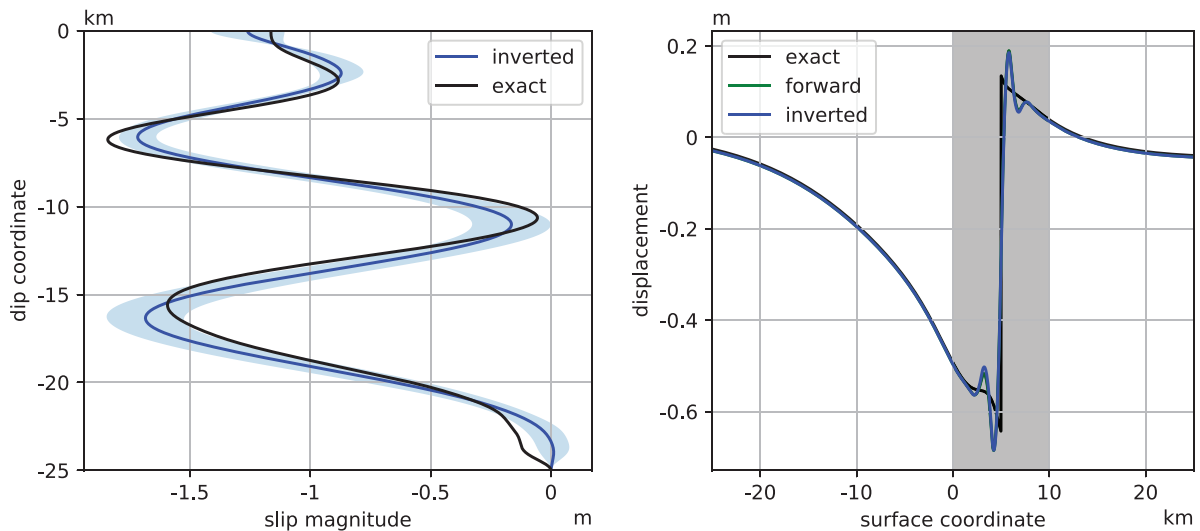 km
0
-5
-10
-15
-20
-25
dip coordinate
inverted
exact
-1.5
-1
-0.5
0
slip magnitude
m
m
0.2
0
-0.2
-0.4
-0.6
displacement
exact
forward
inverted
-20
-10
0
10
20
surface coordinate
km